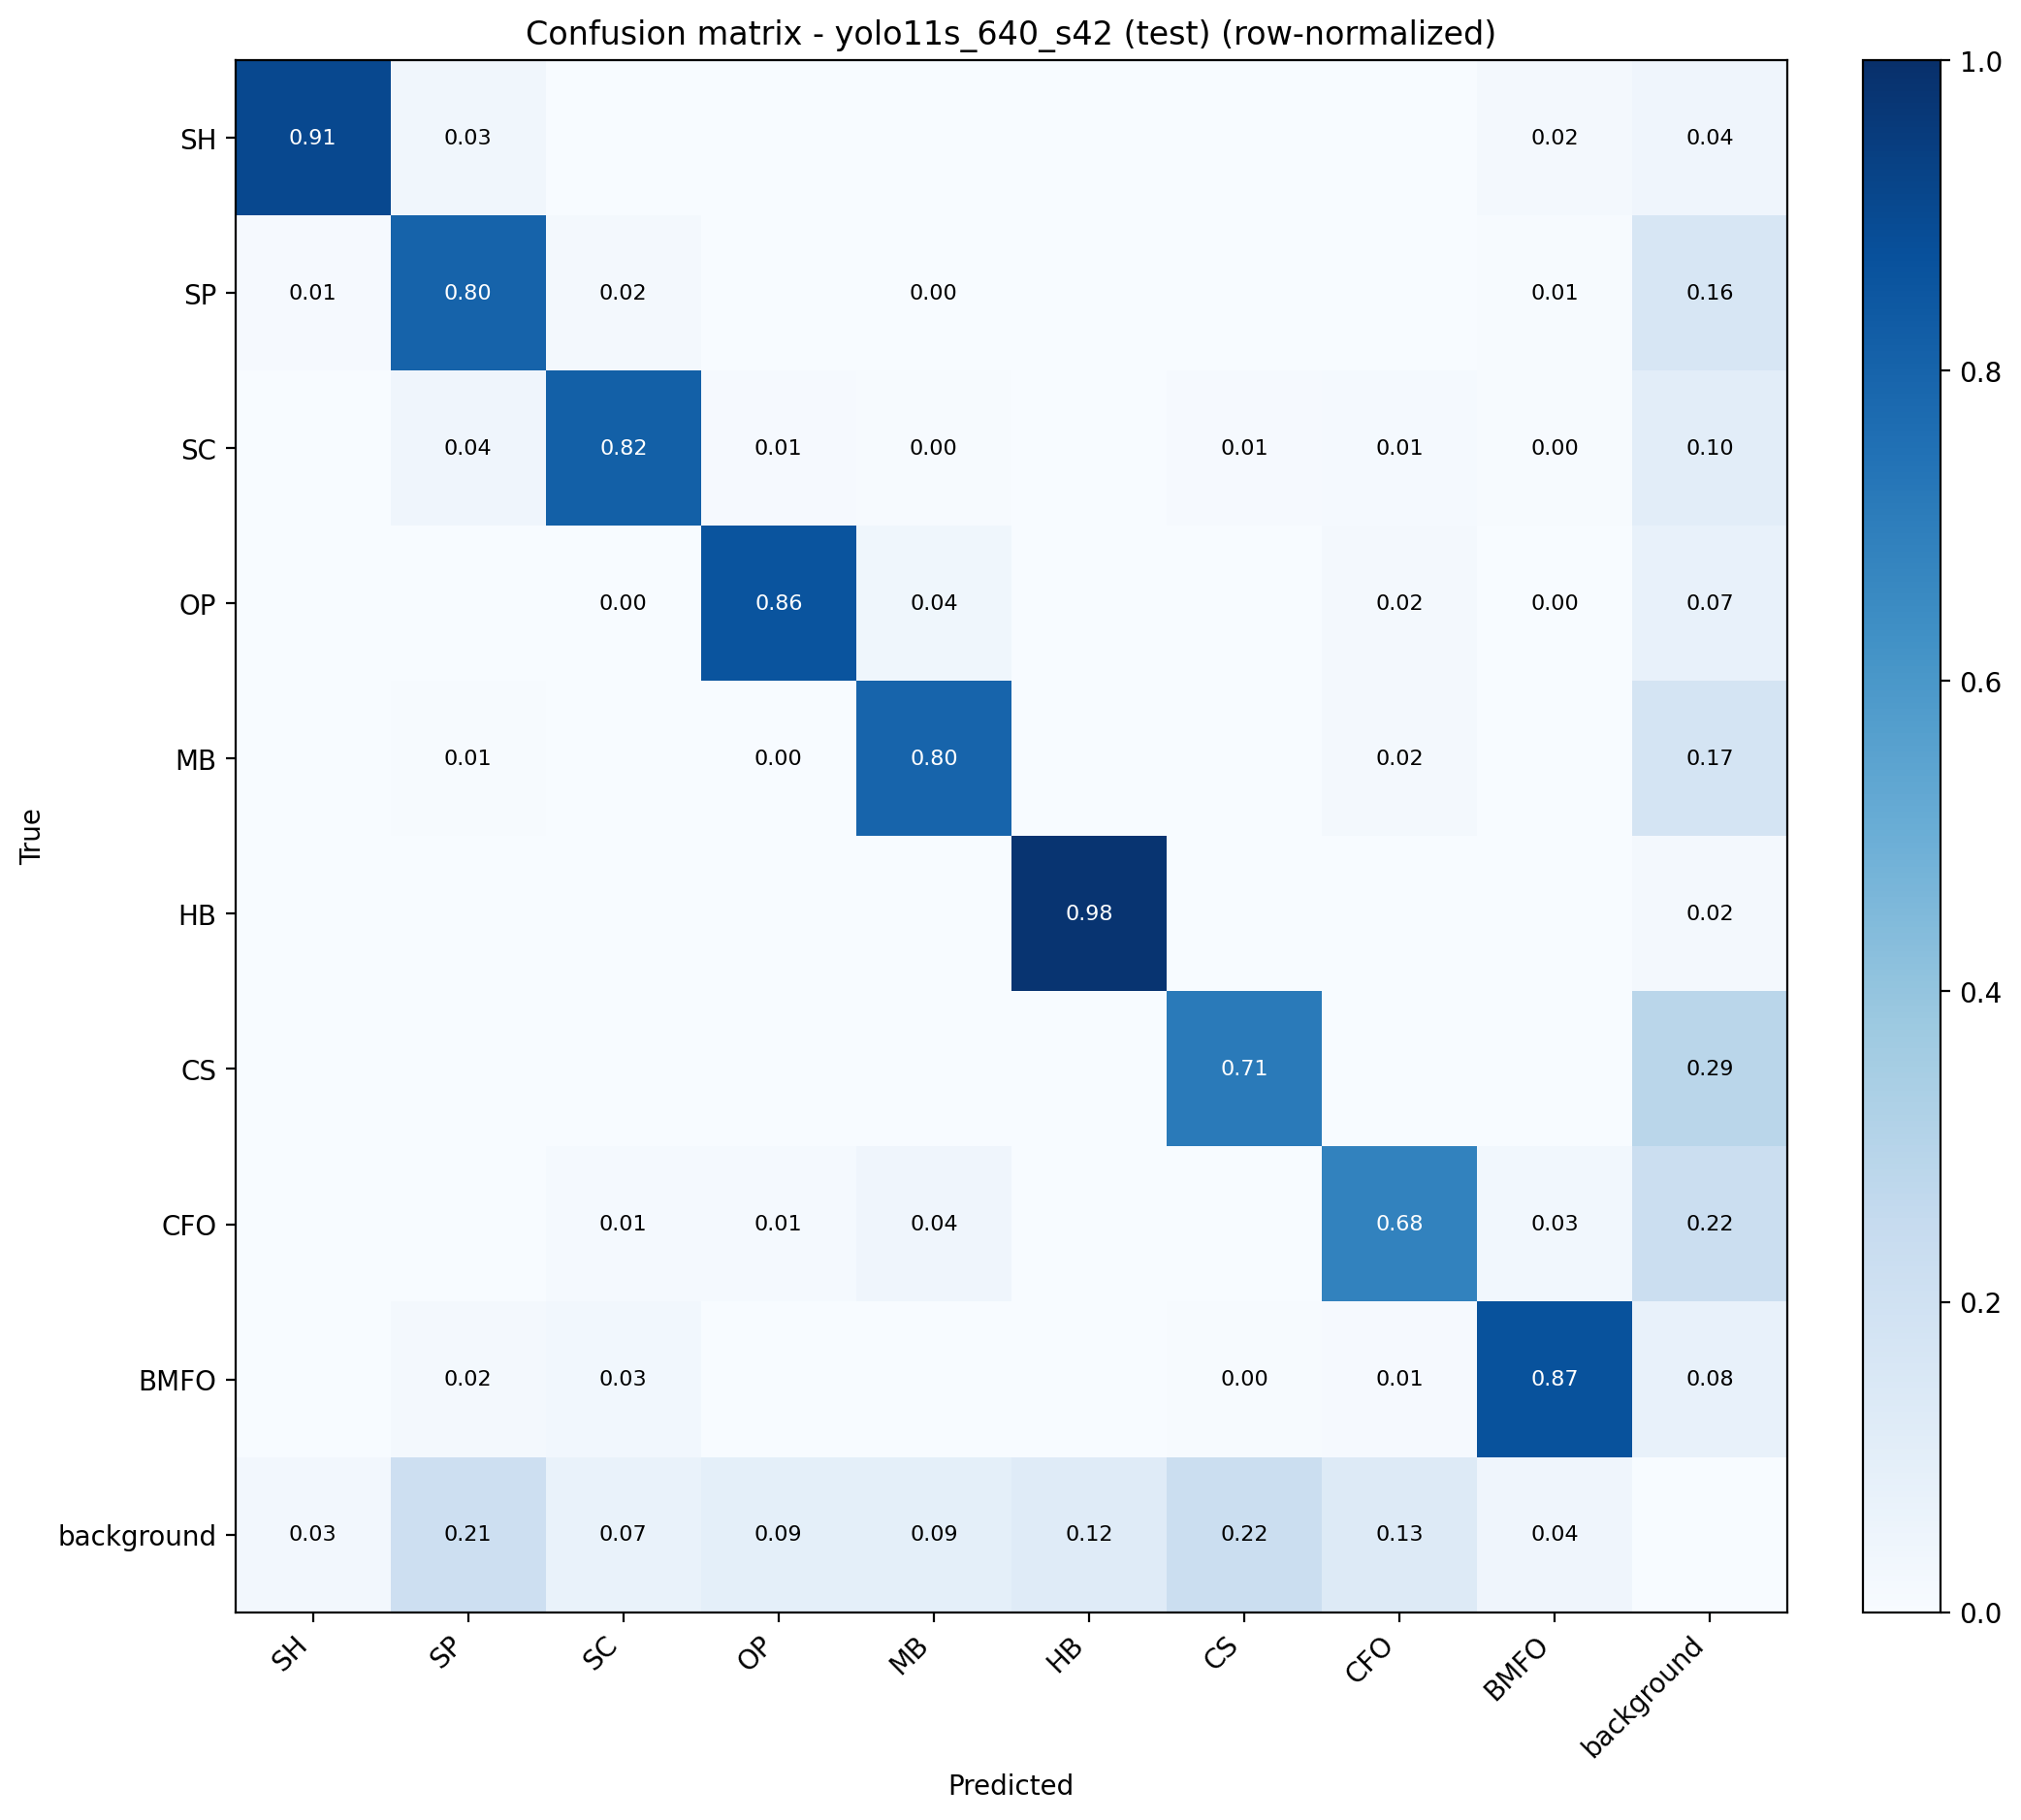 Confusion matrix - yolo11s_640_s42 (test) (row-normalized)
SH 0.91 0.03 0.02 0.04
SP 0.01 0.80 0.02 0.00 0.01 0.16
SC 0.04 0.82 0.01 0.00 0.01 0.01 0.00 0.10
OP 0.00 0.86 0.04 0.02 0.00 0.07
MB 0.01 0.00 0.80 0.02 0.17
HB 0.98 0.02
CS 0.71 0.29
CFO 0.01 0.01 0.04 0.68 0.03 0.22
BMFO 0.02 0.03 0.00 0.01 0.87 0.08
background 0.03 0.21 0.07 0.09 0.09 0.12 0.22 0.13 0.04
SH SP SC OP MB HB CS CFO BMFO background
Predicted
True
1.0
0.8
0.6
0.4
0.2
0.0